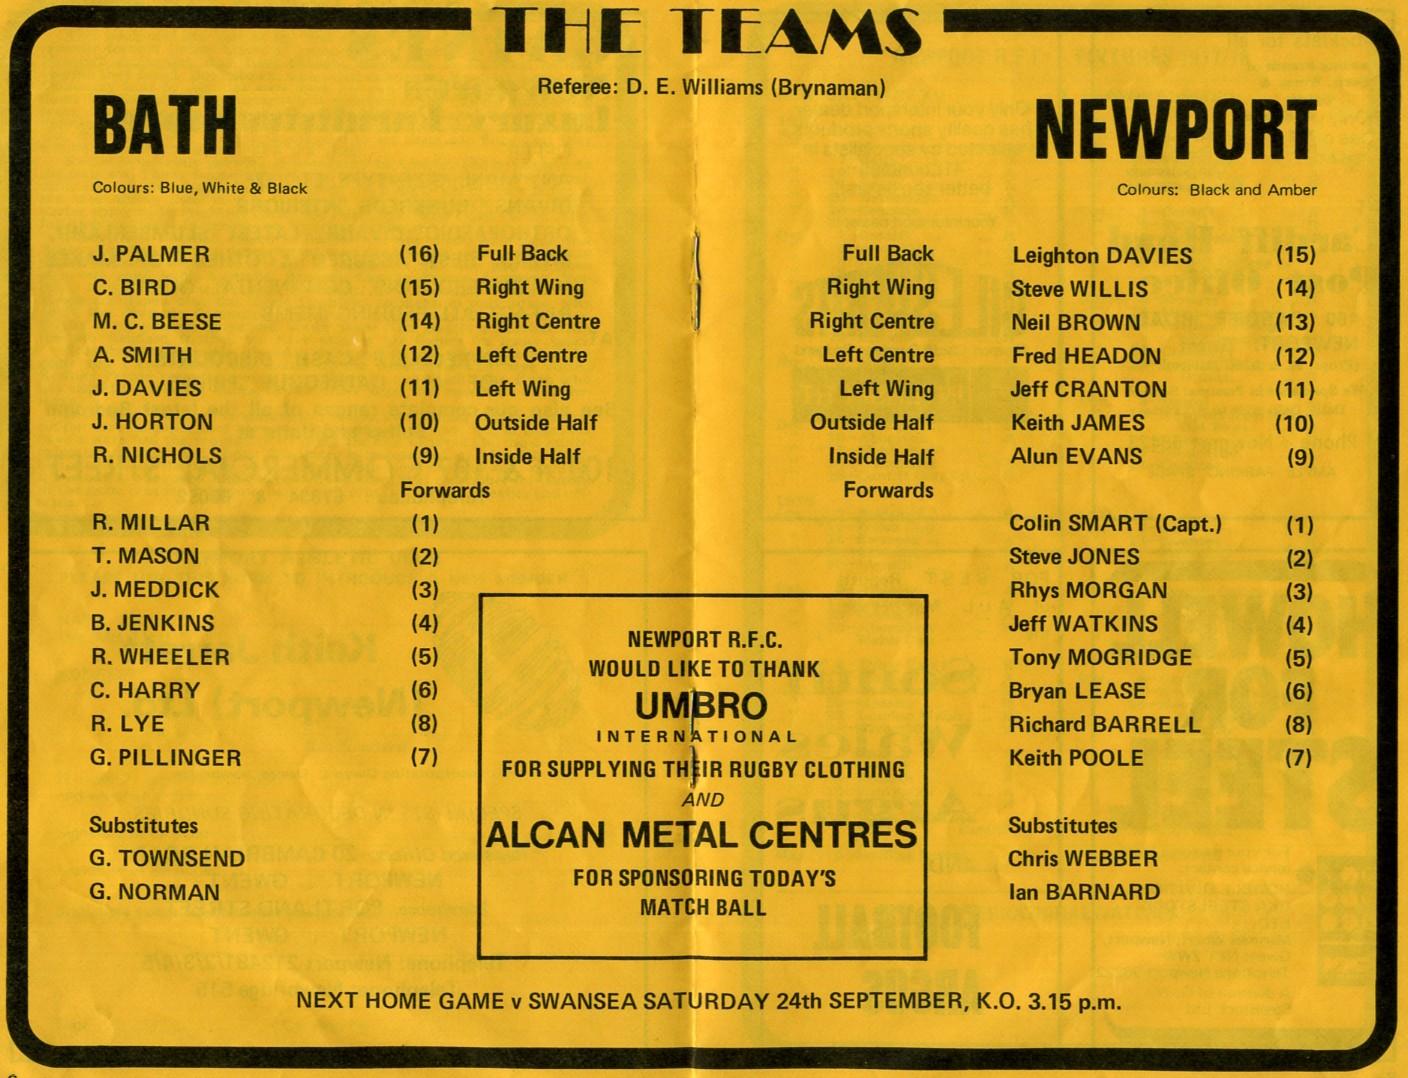 THE TEAMS
Referee: D. E. Williams (Brynaman)
BATH
Colours: Blue, White & Black
J. PALMER (16) Full Back
C. BIRD (15) Right Wing
M. C. BEESE (14) Right Centre
A. SMITH (12) Left Centre
J. DAVIES (11) Left Wing
J. HORTON (10) Outside Half
R. NICHOLS (9) Inside Half
Forwards
R. MILLAR (1)
T. MASON (2)
J. MEDDICK (3)
B. JENKINS (4)
R. WHEELER (5)
C. HARRY (6)
R. LYE (8)
G. PILLINGER (7)
Substitutes
G. TOWNSEND
G. NORMAN
NEWPORT
Colours: Black and Amber
Full Back Leighton DAVIES (15)
Right Wing Steve WILLIS (14)
Right Centre Neil BROWN (13)
Left Centre Fred HEADON (12)
Left Wing Jeff CRANTON (11)
Outside Half Keith JAMES (10)
Inside Half Alun EVANS (9)
Forwards
Colin SMART (Capt.) (1)
Steve JONES (2)
Rhys MORGAN (3)
Jeff WATKINS (4)
Tony MOGRIDGE (5)
Bryan LEASE (6)
Richard BARRELL (8)
Keith POOLE (7)
Substitutes
Chris WEBBER
Ian BARNARD
NEWPORT R.F.C.
WOULD LIKE TO THANK
UMBRO
INTERNATIONAL
FOR SUPPLYING THEIR RUGBY CLOTHING
AND
ALCAN METAL CENTRES
FOR SPONSORING TODAY'S
MATCH BALL
NEXT HOME GAME v SWANSEA SATURDAY 24th SEPTEMBER, K.O. 3.15 p.m.